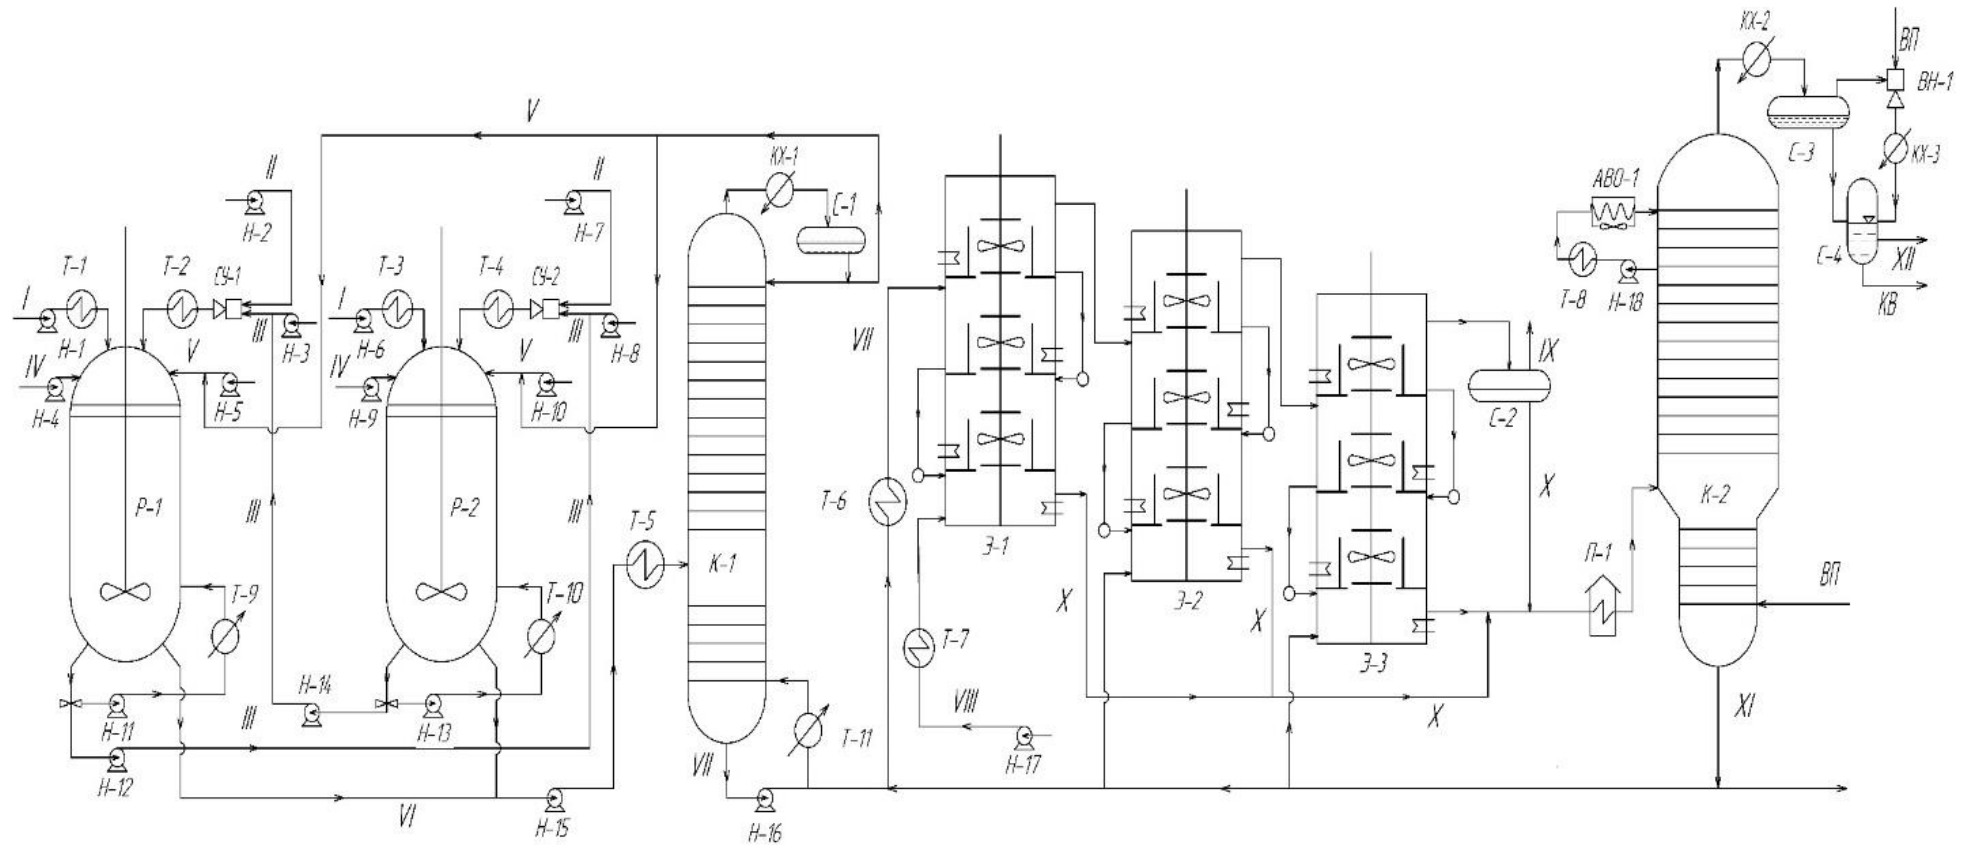 КХ-2
ВП
ВН-1
V
II
II
КХ-1
С-1
С-3
КХ-3
АВО-1
Н-2
Н-7
Т-1
Т-2
СУ-1
Т-3
Т-4
СУ-2
С-4
XII
Т-8
Н-18
КВ
I
I
III
III
Н-1
Н-3
Н-6
Н-8
VII
IX
IV
V
IV
V
Н-4
Н-5
Н-9
Н-10
С-2
Р-1
III
Р-2
III
Т-5
Т-6
X
К-2
К-1
Э-1
П-1
ВП
Т-9
Т-10
X
Э-2
X
Т-7
Э-3
Н-14
III
Н-11
Н-13
VIII
X
XI
Т-11
VII
Н-17
Н-12
VI
Н-15
Н-16